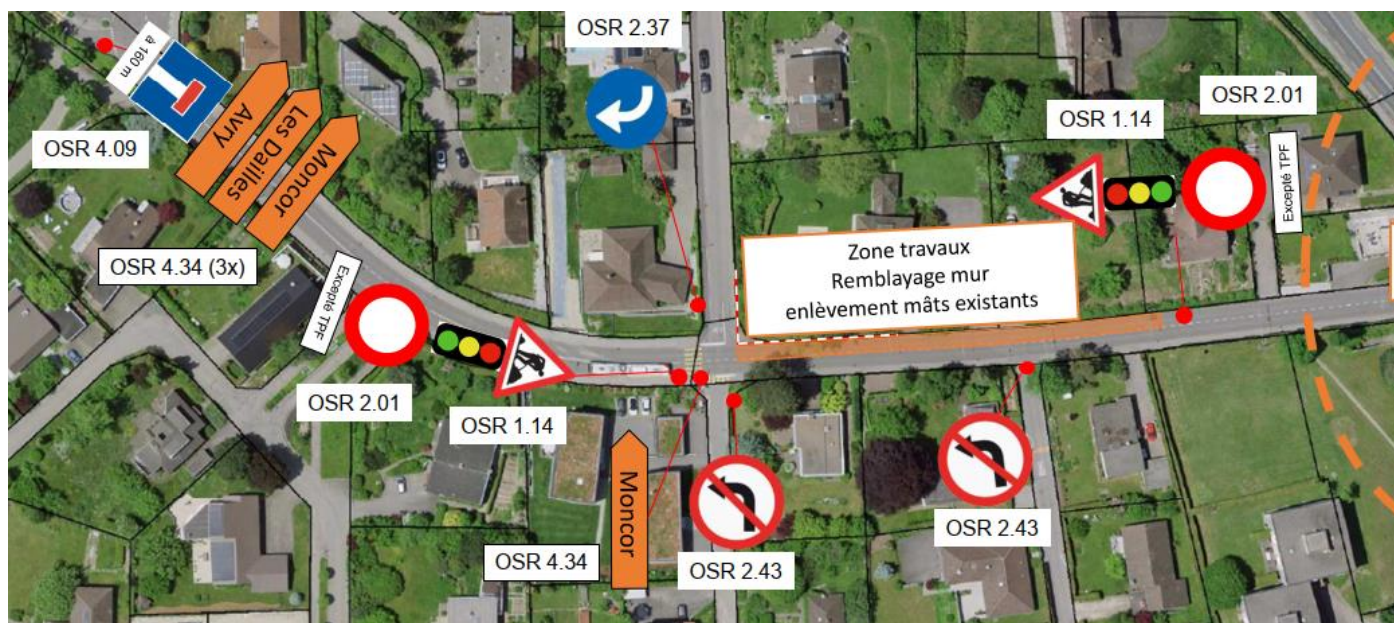 OSR 2.37
OSR 2.01
OSR 1.14
à 160 m
OSR 4.09
Avry
Les Dailles
Moncor
OSR 4.34 (3x)
Excepté TPF
Excepté TPF
Zone travaux
Remblayage mur
enlèvement mâts existants
OSR 2.01
OSR 1.14
Moncor
OSR 4.34
OSR 2.43
OSR 2.43